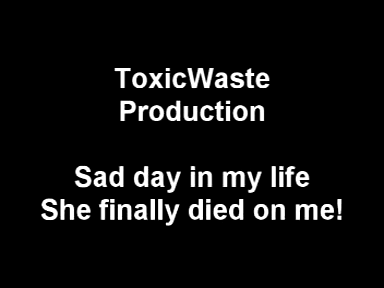 ToxicWaste
Production
Sad day in my life
She finally died on me!